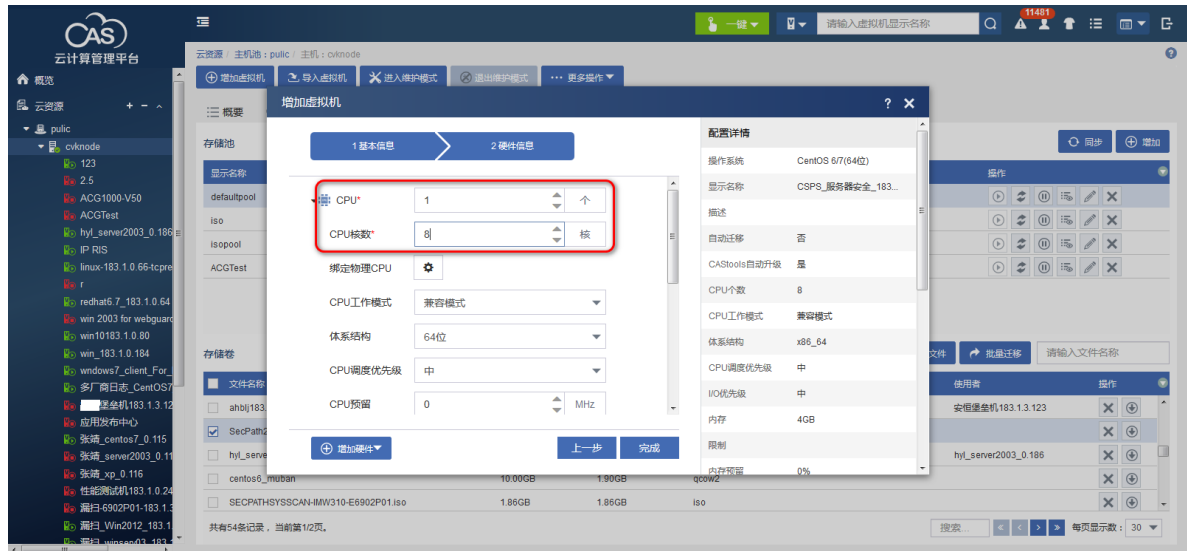 CAS
云计算管理平台
概览
云资源
pulic
cvknode
123
2.5
ACG1000-V50
ACGTest
hyl_server2003_0.186
IP RIS
linux-183.1.0.66-tcpre
r
redhat6.7_183.1.0.64
win 2003 for webguard
win10183.1.0.80
win_183.1.0.184
wndows7_client_For_
多厂商日志_CentOS7
堡垒机183.1.3.12
应用发布中心
张靖_centos7_0.115
张靖_server2003_0.11
张靖_xp_0.116
性能测试机183.1.0.24
漏扫-6902P01-183.1.3
漏扫_Win2012_183.1
漏扫_winserv03_183.
一键
请输入虚拟机显示名称
11481
云资源 / 主机池：pulic / 主机：cvknode
增加虚拟机 导入虚拟机 进入维护模式 退出维护模式 ••• 更多操作
概要
存储池
同步 增加
显示名称 操作
defaultpool
iso
isopool
ACGTest
存储卷
文件 批量迁移 请输入文件名称
文件名称 使用者 操作
ahblj183. 安恒堡垒机183.1.3.123
SecPath2
hyl_serve hyl_server2003_0.186
centos6_muban 10.00GB 1.90GB qcow2
SECPATHSYSSCAN-IMW310-E6902P01.iso 1.86GB 1.86GB iso
共有54条记录，当前第1/2页。
搜索... « < > » 每页显示数： 30
增加虚拟机 ? ×
1 基本信息 2 硬件信息
CPU* 1 个
CPU核数* 8 核
绑定物理CPU
CPU工作模式 兼容模式
体系结构 64位
CPU调度优先级 中
CPU预留 0 MHz
增加硬件 上一步 完成
配置详情
操作系统 CentOS 6/7(64位)
显示名称 CSPS_服务器安全_183...
描述
自动迁移 否
CAStools自动升级 是
CPU个数 8
CPU工作模式 兼容模式
体系结构 x86_64
CPU调度优先级 中
I/O优先级 中
内存 4GB
限制
内存预留 0%